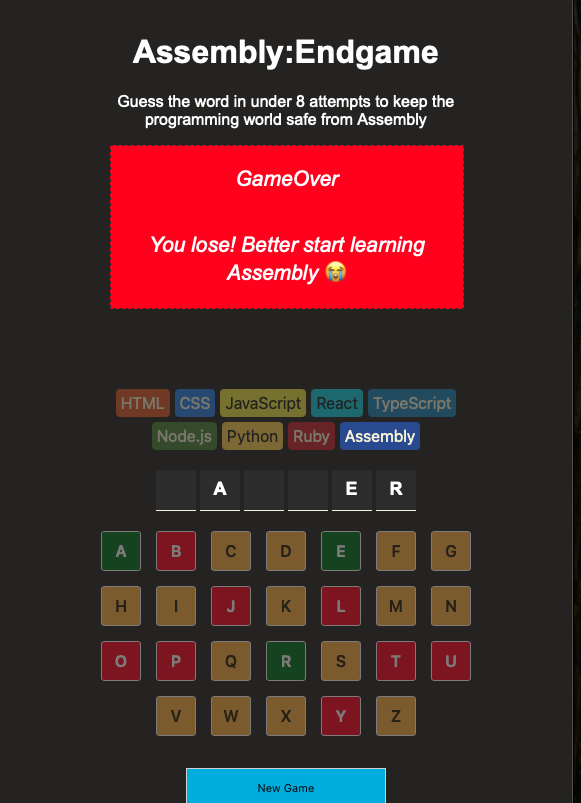 Assembly:Endgame
Guess the word in under 8 attempts to keep the
programming world safe from Assembly
GameOver
You lose! Better start learning
Assembly 😭
HTML CSS JavaScript React TypeScript
Node.js Python Ruby Assembly
A E R
A B C D E F G
H I J K L M N
O P Q R S T U
V W X Y Z
New Game